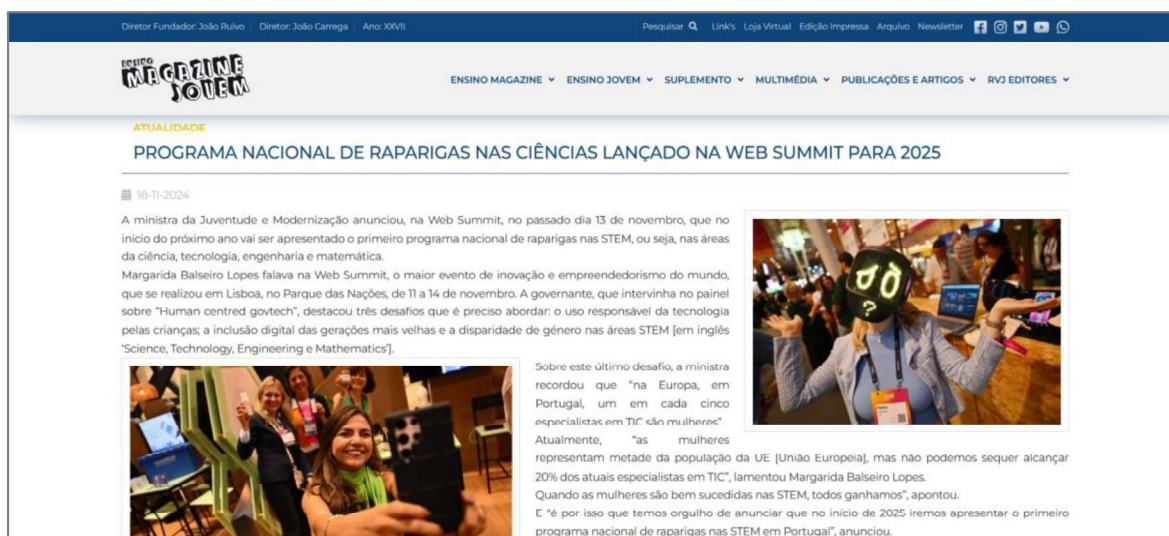 Diretor Fundador: João Ruivo | Diretor: João Carrega | Ano: XXVII
Pesquisar Link's Loja Virtual Edição Impressa Arquivo Newsletter
ENSINO
MAGAZINE
JOVEM
ENSINO MAGAZINE ENSINO JOVEM SUPLEMENTO MULTIMÉDIA PUBLICAÇÕES E ARTIGOS RVJ EDITORES
ATUALIDADE
PROGRAMA NACIONAL DE RAPARIGAS NAS CIÊNCIAS LANÇADO NA WEB SUMMIT PARA 2025
18-11-2024
A ministra da Juventude e Modernização anunciou, na Web Summit, no passado dia 13 de novembro, que no
início do próximo ano vai ser apresentado o primeiro programa nacional de raparigas nas STEM, ou seja, nas áreas
da ciência, tecnologia, engenharia e matemática.
Margarida Balseiro Lopes falava na Web Summit, o maior evento de inovação e empreendedorismo do mundo,
que se realizou em Lisboa, no Parque das Nações, de 11 a 14 de novembro. A governante, que intervinha no painel
sobre "Human centred govtech", destacou três desafios que é preciso abordar: o uso responsável da tecnologia
pelas crianças; a inclusão digital das gerações mais velhas e a disparidade de género nas áreas STEM [em inglês
'Science, Technology, Engineering e Mathematics'].
Sobre este último desafio, a ministra
recordou que "na Europa, em
Portugal, um em cada cinco
especialistas em TIC são mulheres".
Atualmente, "as mulheres
representam metade da população da UE [União Europeia], mas não podemos sequer alcançar
20% dos atuais especialistas em TIC", lamentou Margarida Balseiro Lopes.
Quando as mulheres são bem sucedidas nas STEM, todos ganhamos", apontou.
E "é por isso que temos orgulho de anunciar que no início de 2025 iremos apresentar o primeiro
programa nacional de raparigas nas STEM em Portugal", anunciou.